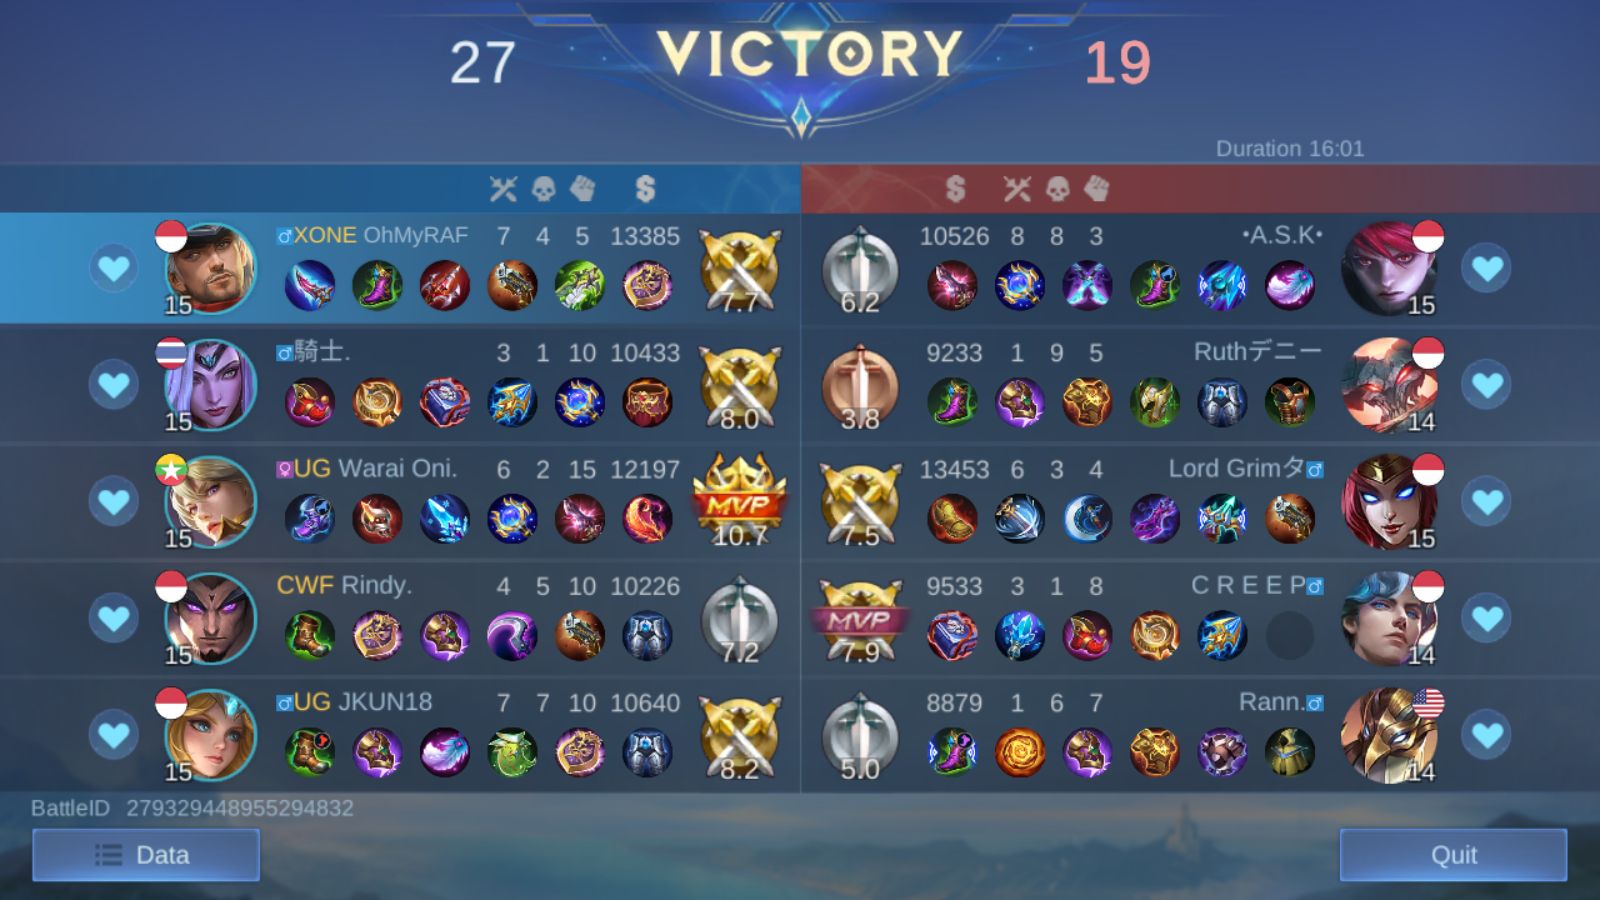 27 VICTORY 19
Duration 16:01
XONE OhMyRAF 7 4 5 13385
15 7.7
6.2 10526 8 8 3 •A.S.K•
15
騎士. 3 1 10 10433
15 8.0
3.8 9233 1 9 5 Ruthデニー
14
UG Warai Oni. 6 2 15 12197
15 MVP 10.7
7.5 13453 6 3 4 Lord Grimタ
15
CWF Rindy. 4 5 10 10226
15 7.2
MVP 7.9 9533 3 1 8 C R E E P
14
UG JKUN18 7 7 10 10640
15 8.2
5.0 8879 1 6 7 Rann.
14
BattleID 279329448955294832
Data
Quit